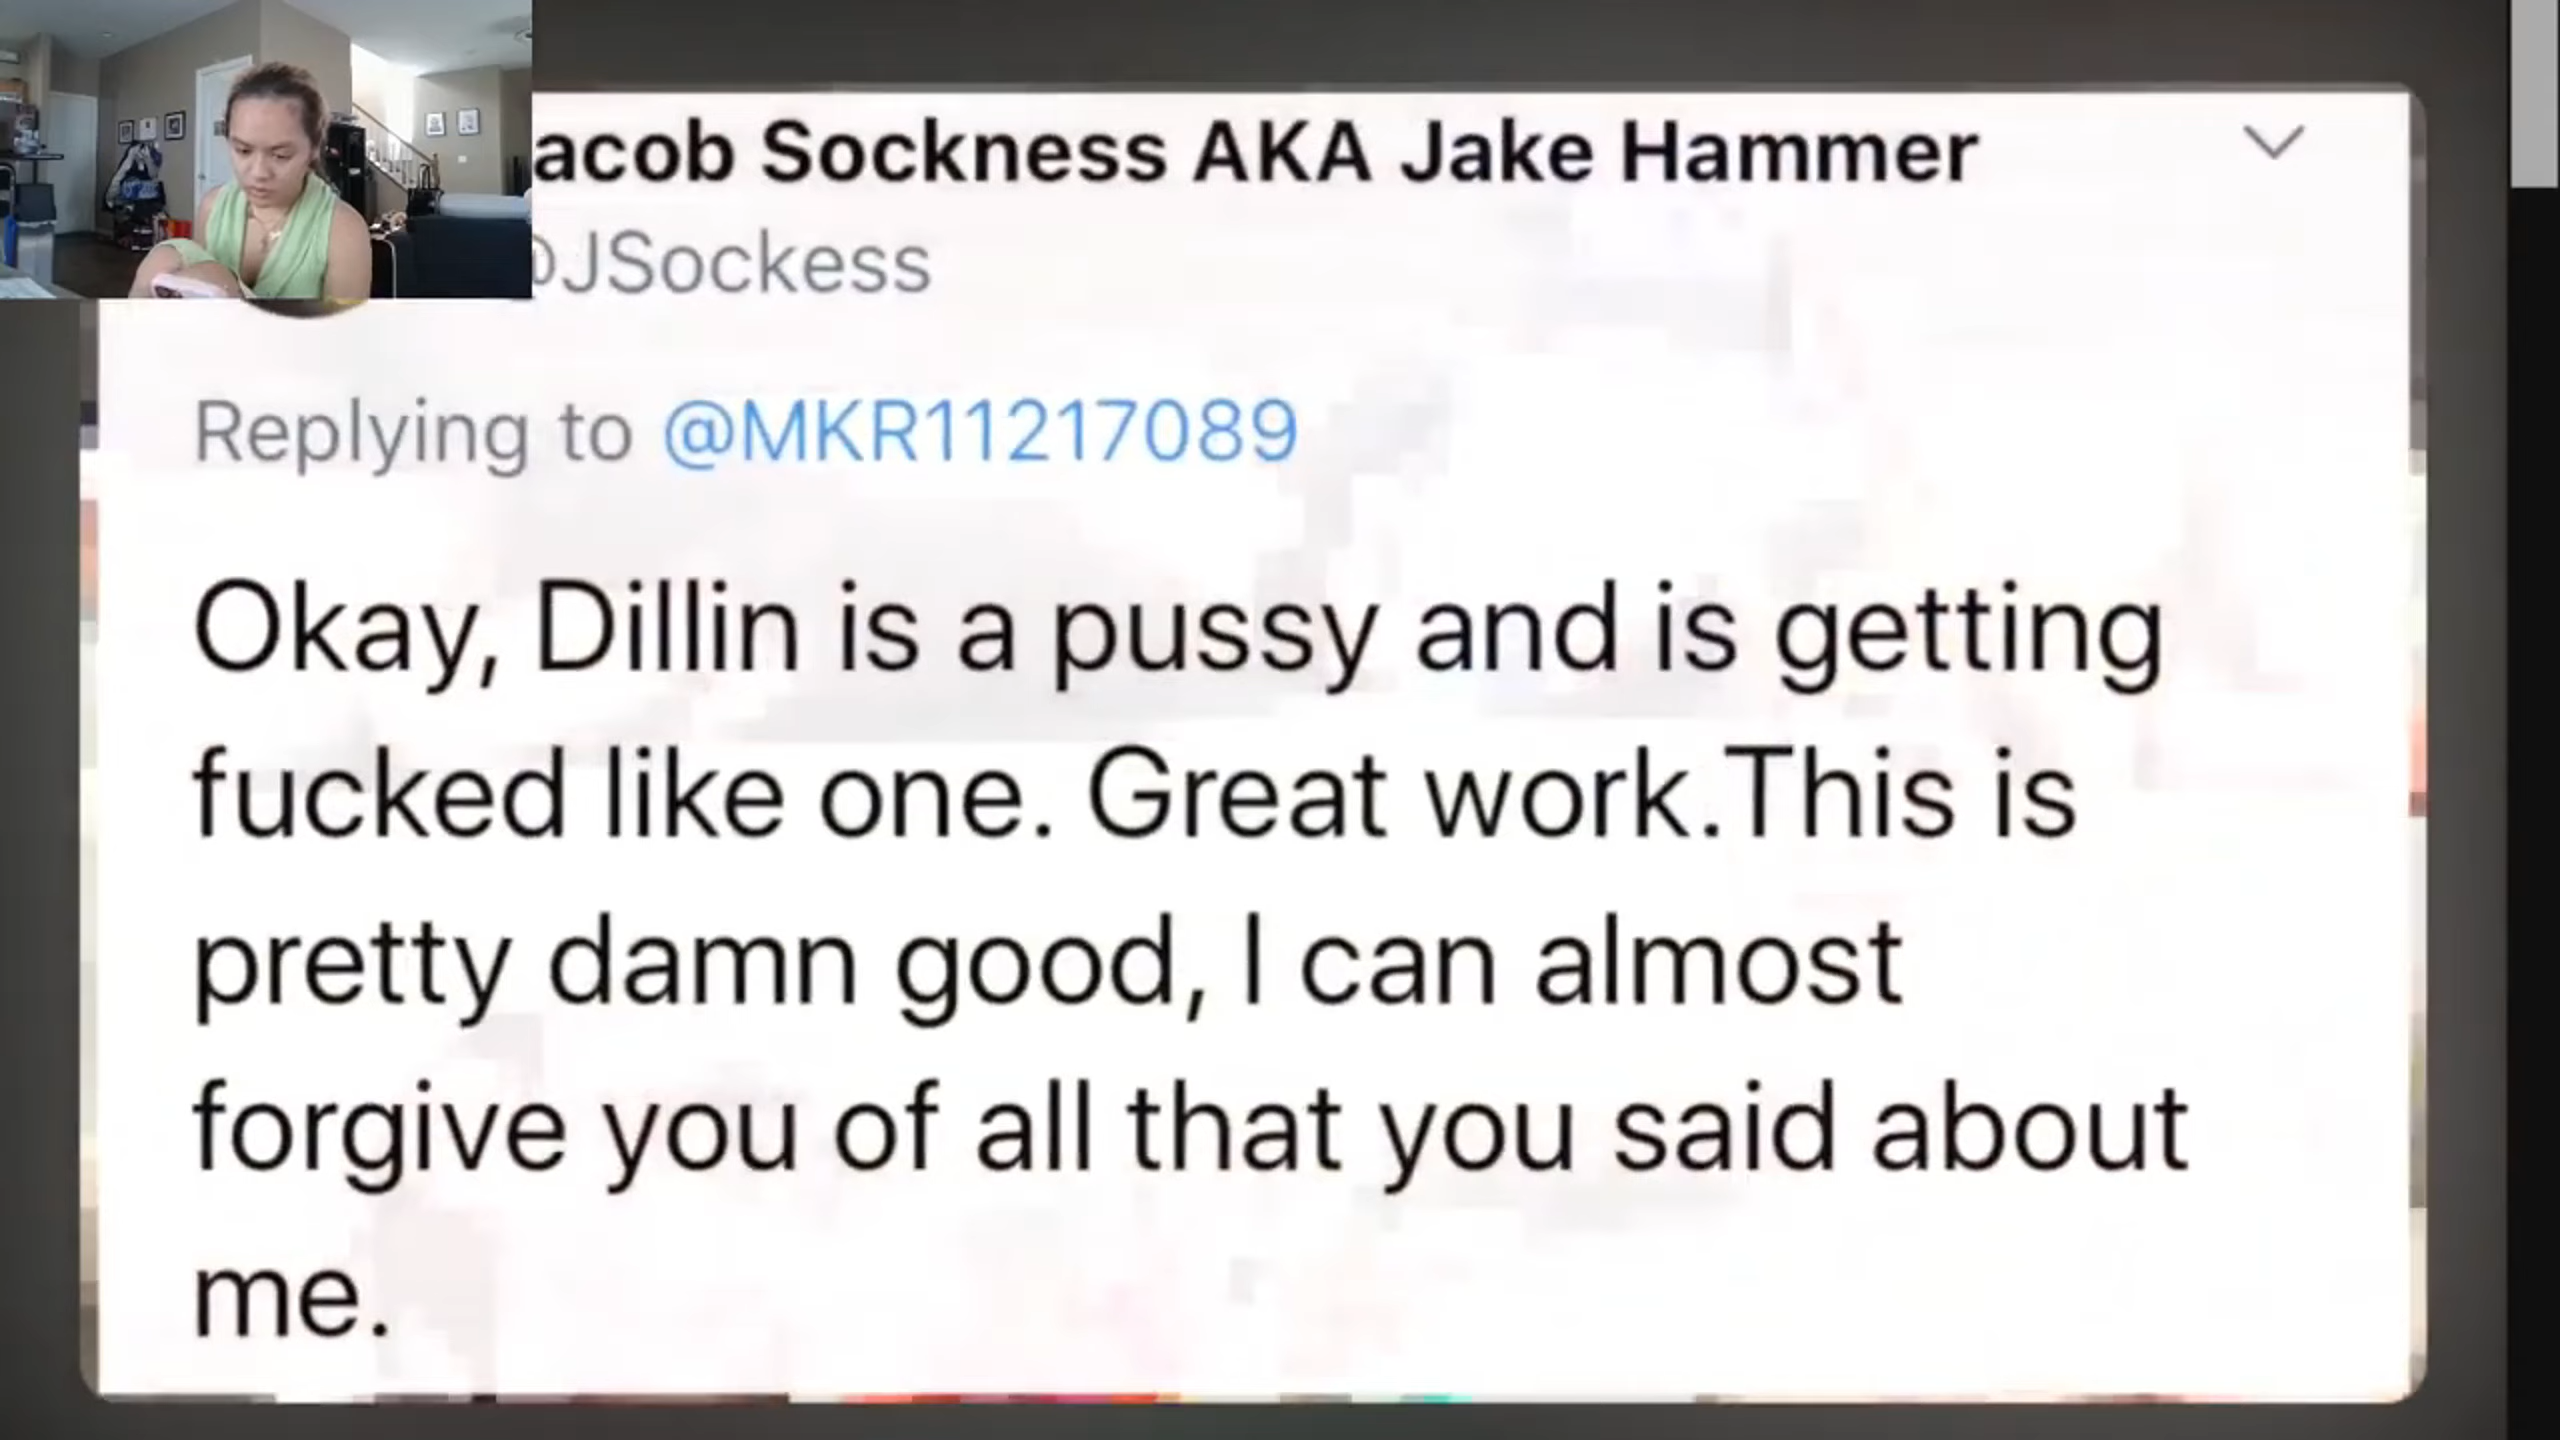 acob Sockness AKA Jake Hammer
@JSockess
Replying to @MKR11217089
Okay, Dillin is a pussy and is getting
fucked like one. Great work.This is
pretty damn good, I can almost
forgive you of all that you said about
me.